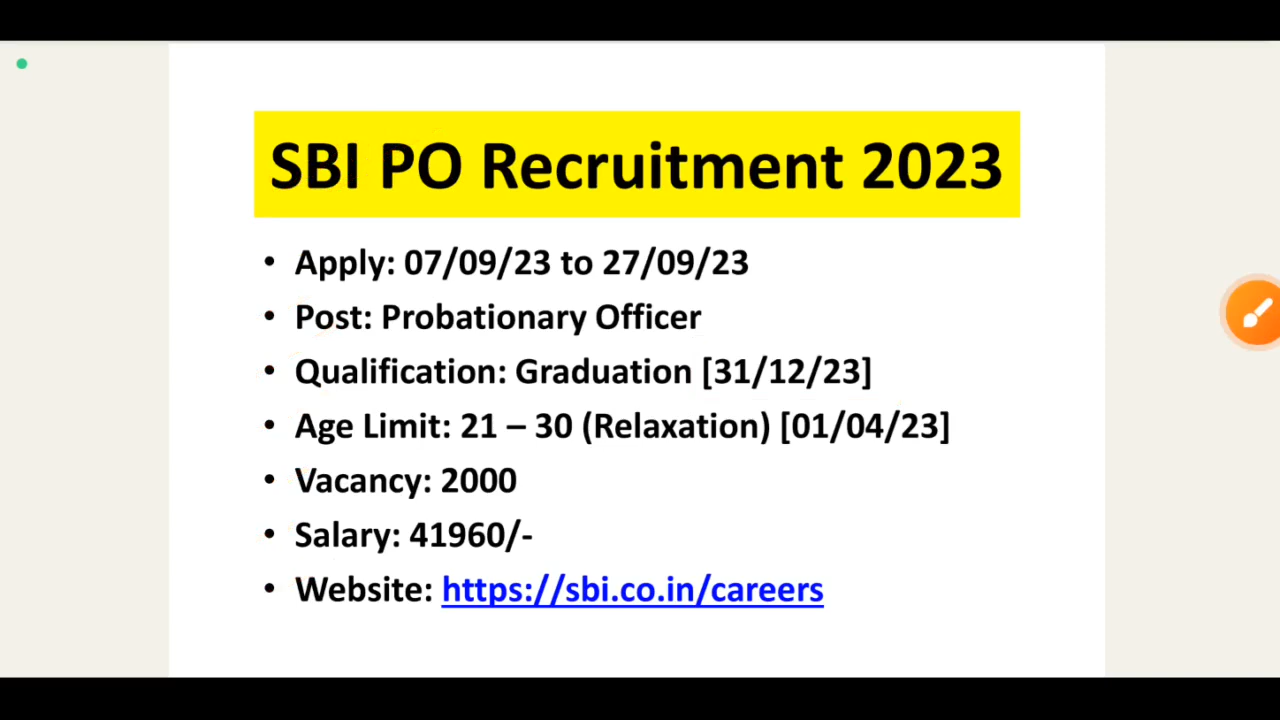 SBI PO Recruitment 2023
• Apply: 07/09/23 to 27/09/23
• Post: Probationary Officer
• Qualification: Graduation [31/12/23]
• Age Limit: 21 – 30 (Relaxation) [01/04/23]
• Vacancy: 2000
• Salary: 41960/-
• Website: https://sbi.co.in/careers